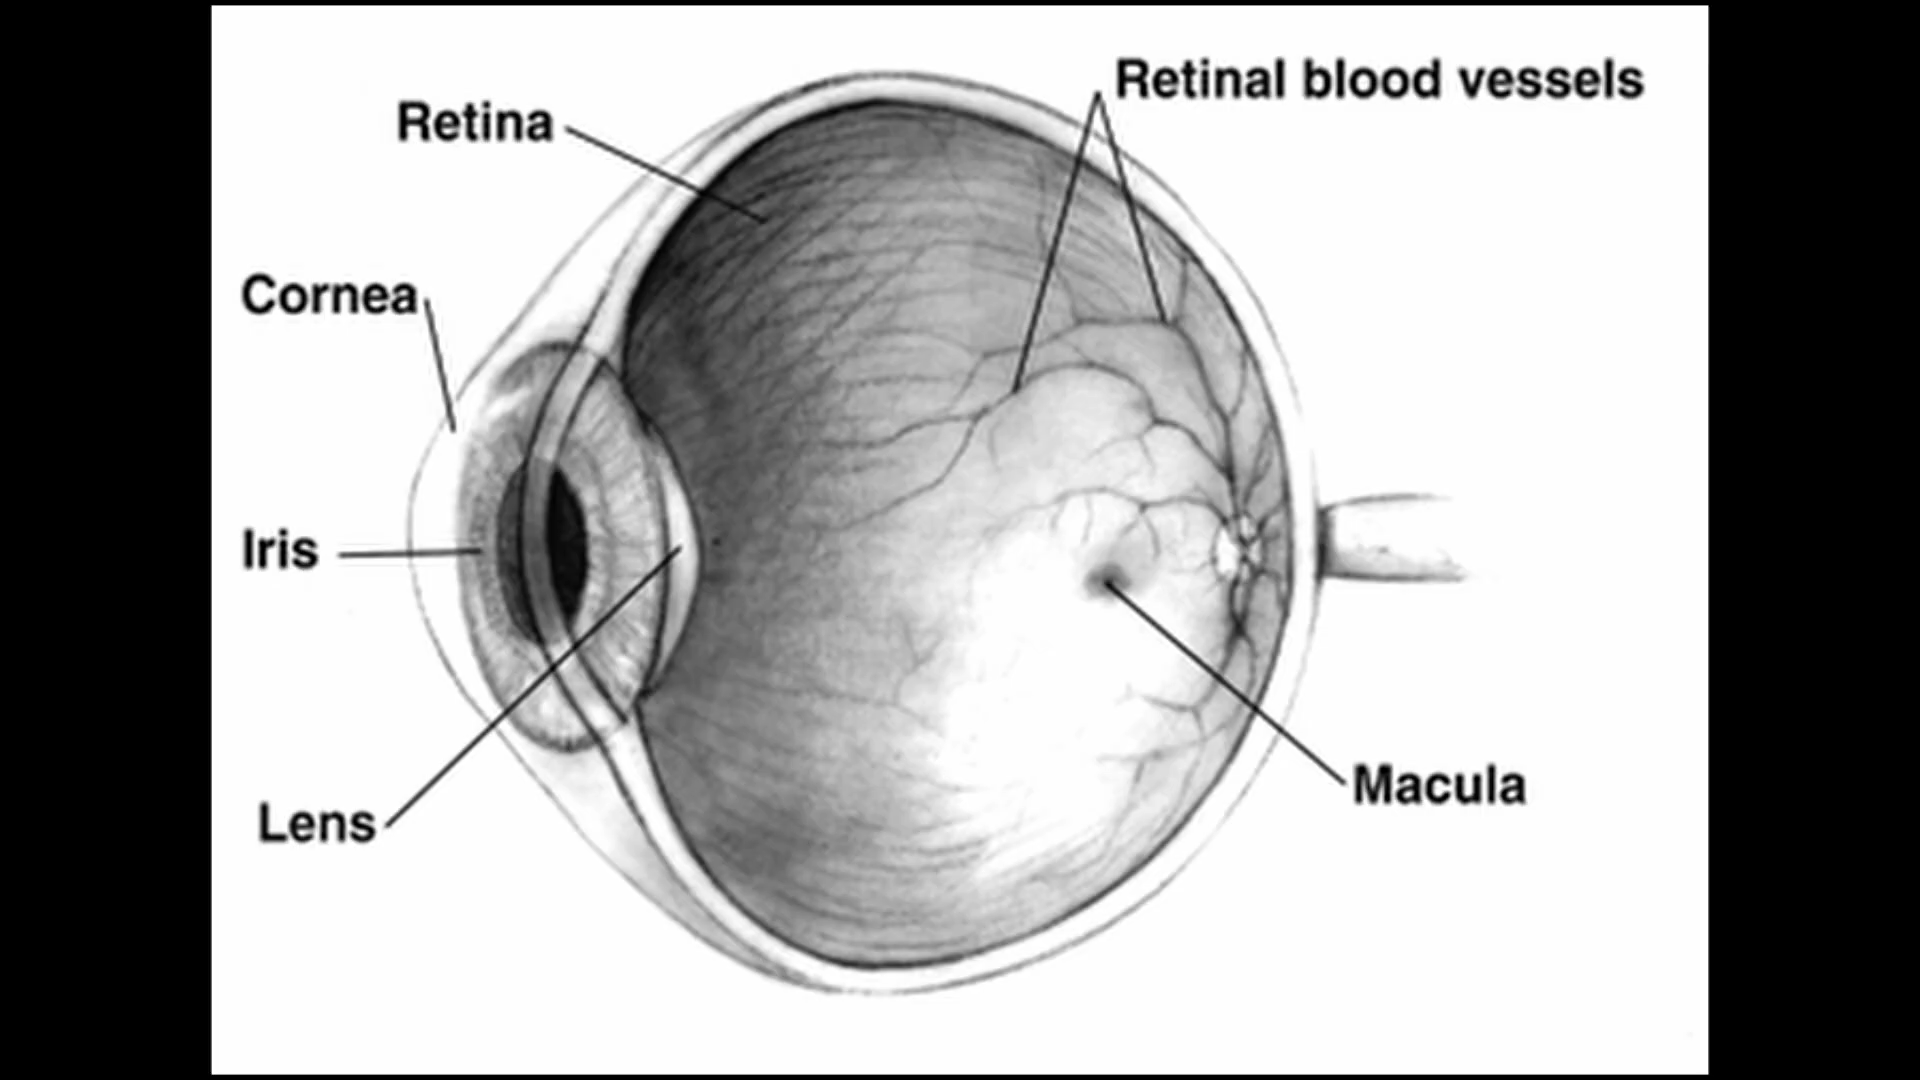 Retinal blood vessels
Retina
Cornea
Iris
Macula
Lens